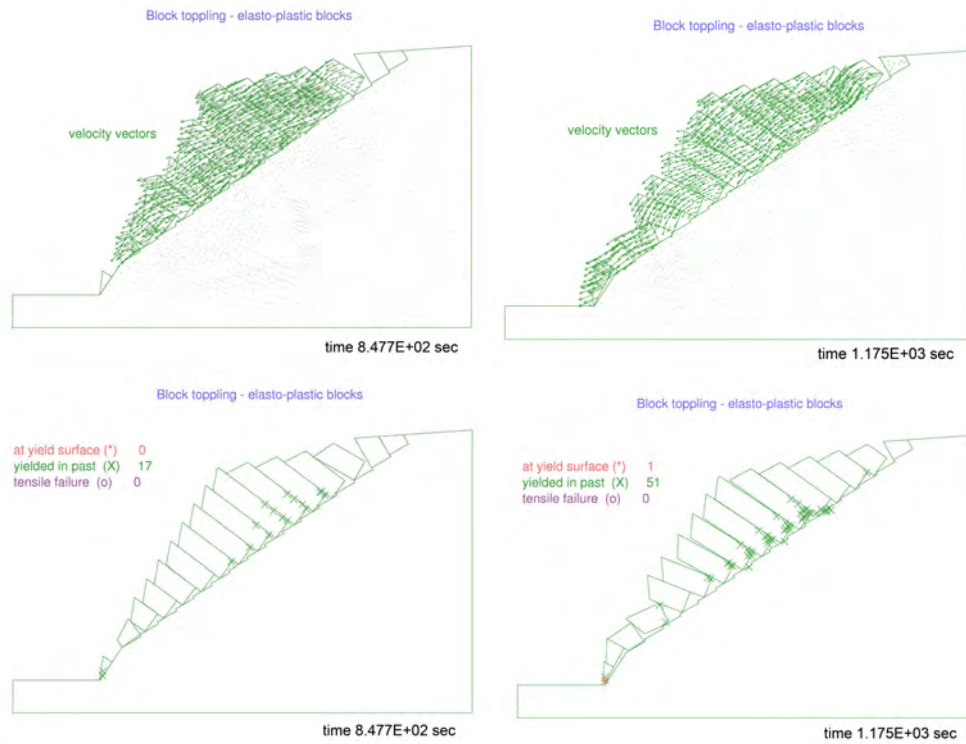 Block toppling - elasto-plastic blocks
velocity vectors
time 8.477E+02 sec
Block toppling - elasto-plastic blocks
velocity vectors
time 1.175E+03 sec
Block toppling - elasto-plastic blocks
at yield surface (*) 0
yielded in past (X) 17
tensile failure (o) 0
time 8.477E+02 sec
Block toppling - elasto-plastic blocks
at yield surface (*) 1
yielded in past (X) 51
tensile failure (o) 0
time 1.175E+03 sec